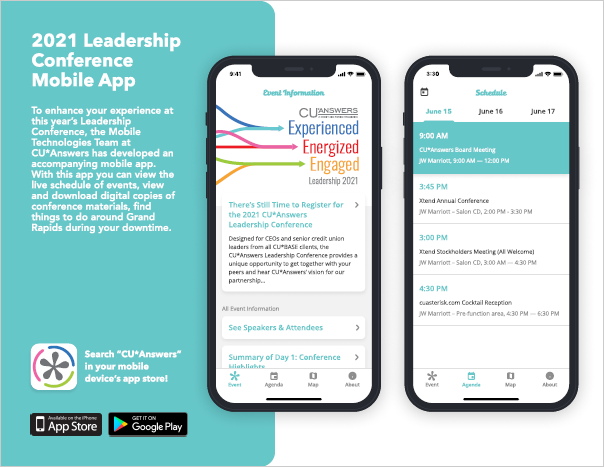 2021 Leadership
Conference
Mobile App
To enhance your experience at
this year's Leadership
Conference, the Mobile
Technologies Team at
CU*Answers has developed an
accompanying mobile app.
With this app you can view the
live schedule of events, view
and download digital copies of
conference materials, find
things to do around Grand
Rapids during your downtime.
Search "CU*Answers"
in your mobile
device's app store!
Available on the iPhone
App Store
GET IT ON
Google Play
9:41
Event Information
CU*ANSWERS
Experienced
Energized
Engaged
Leadership 2021
There's Still Time to Register for
the 2021 CU*Answers
Leadership Conference
Designed for CEOs and senior credit union
leaders from all CU*BASE clients, the
CU*Answers Leadership Conference provides a
unique opportunity to get together with your
peers and hear CU*Answers' vision for our
partnership...
All Event Information
See Speakers & Attendees
Summary of Day 1: Conference
Highlights
Event Agenda Map About
3:30
Schedule
June 15 June 16 June 17
9:00 AM
CU*Answers Board Meeting
JW Marriott, 9:00 AM — 12:00 PM
3:45 PM
Xtend Annual Conference
JW Marriott – Salon CD, 2:00 PM - 3:30 PM
3:00 PM
Xtend Stockholders Meeting (All Welcome)
JW Marriott – Salon CD, 3:00 AM — 4:30 PM
4:30 PM
cuasterisk.com Cocktail Reception
JW Marriott – Pre-function area, 4:30 PM — 6:30 PM
Event Agenda Map About